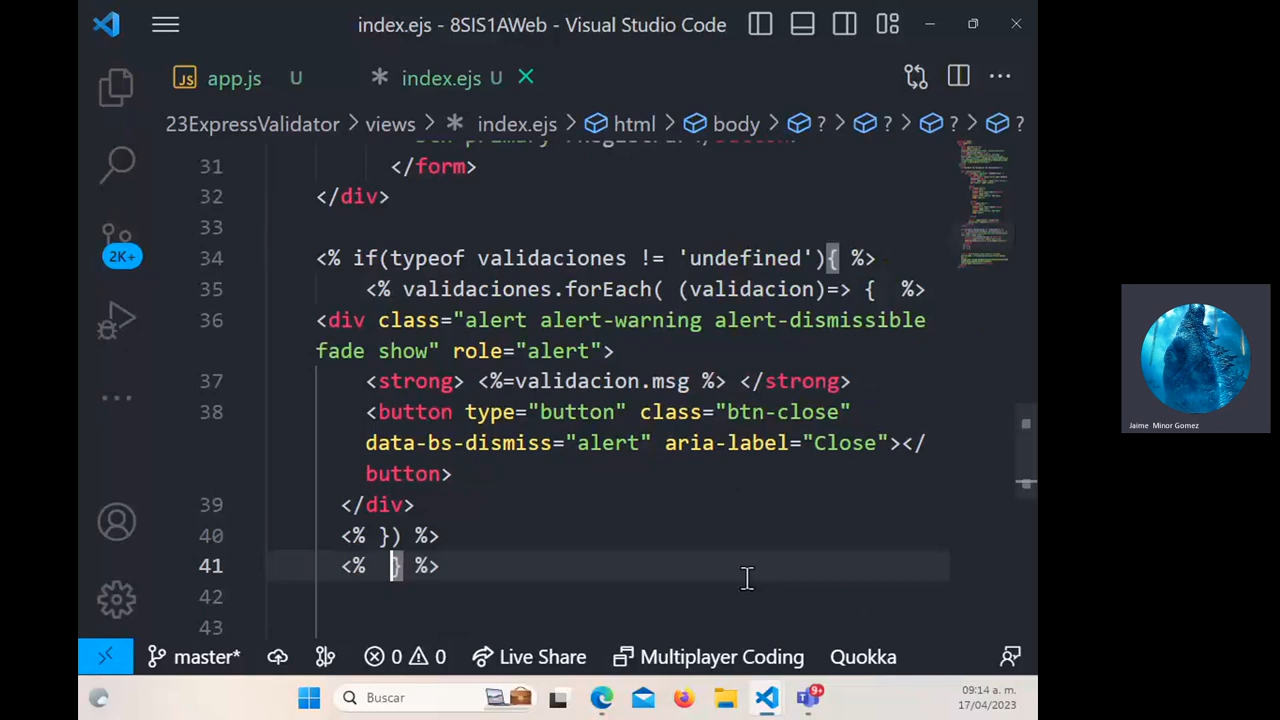 index.ejs - 8SIS1AWeb - Visual Studio Code
JS app.js U
index.ejs U
23ExpressValidator > views > index.ejs > html > body > ? > ? > ? > ?
31 </form>
32 </div>
33
34 <% if(typeof validaciones != 'undefined'){ %>
35 <% validaciones.forEach( (validacion)=> { %>
36 <div class="alert alert-warning alert-dismissible
fade show" role="alert">
37 <strong> <%=validacion.msg %> </strong>
38 <button type="button" class="btn-close"
data-bs-dismiss="alert" aria-label="Close"></
button>
39 </div>
40 <% }) %>
41 <% } %>
42
43
2K+
master* 0 0 Live Share Multiplayer Coding Quokka
Buscar
9+
09:14 a. m.
17/04/2023
Jaime Minor Gomez